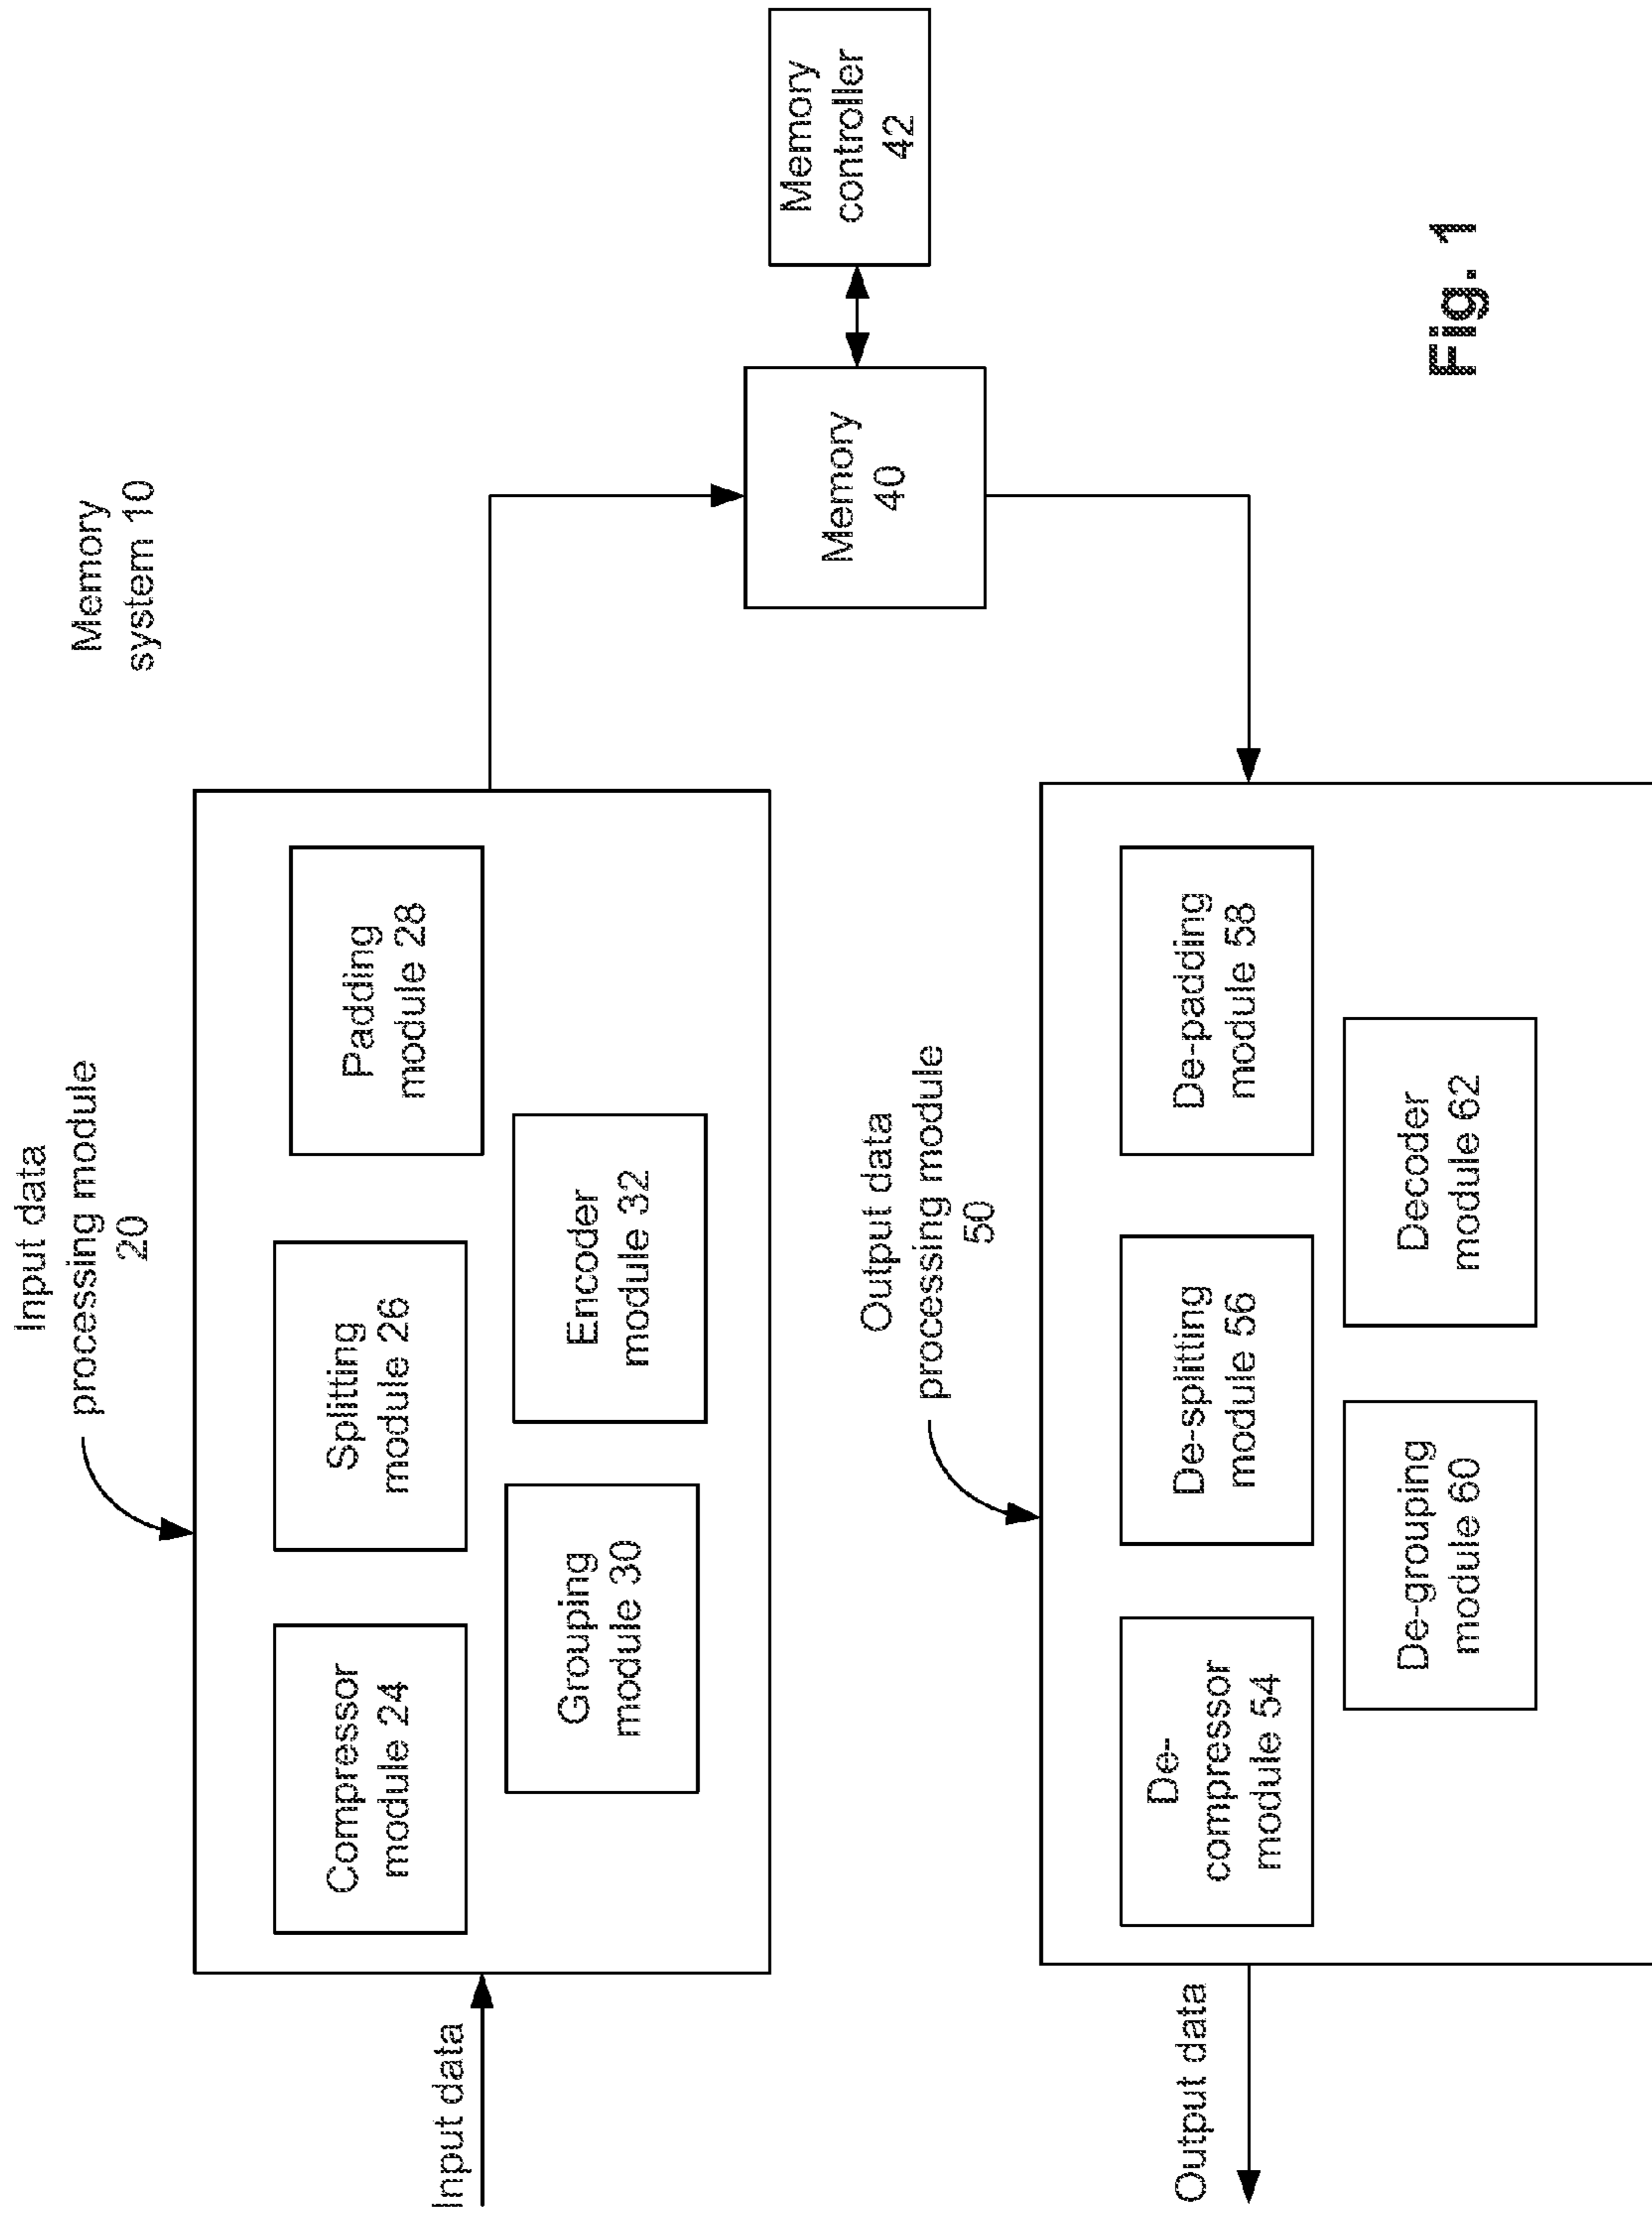 Memory
system 10
Input data
processing module
20
Compressor
module 24
Splitting
module 26
Padding
module 28
Grouping
module 30
Encoder
module 32
Input data
Memory
40
Memory
controller
42
Output data
processing module
50
De-
compressor
module 54
De-splitting
module 56
De-padding
module 58
De-grouping
module 60
Decoder
module 62
Output data
Fig. 1